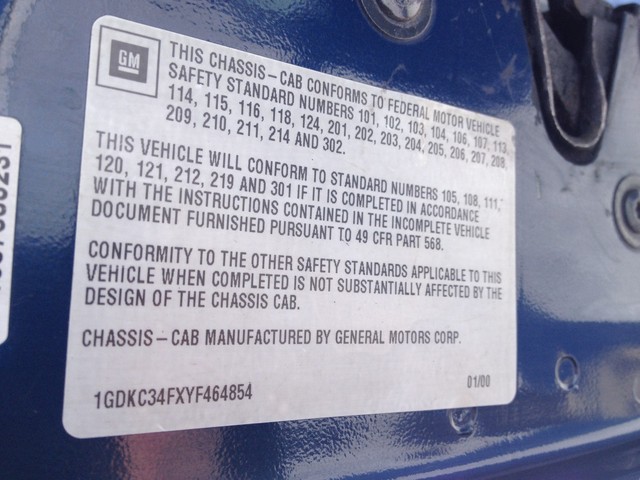 GM
THIS CHASSIS-CAB CONFORMS TO FEDERAL MOTOR VEHICLE
SAFETY STANDARD NUMBERS 101, 102, 103, 104, 106, 107, 113,
114, 115, 116, 118, 124, 201, 202, 203, 204, 205, 206, 207, 208,
209, 210, 211, 214 AND 302.
THIS VEHICLE WILL CONFORM TO STANDARD NUMBERS 105, 108, 111,
120, 121, 212, 219 AND 301 IF IT IS COMPLETED IN ACCORDANCE
WITH THE INSTRUCTIONS CONTAINED IN THE INCOMPLETE VEHICLE
DOCUMENT FURNISHED PURSUANT TO 49 CFR PART 568.
CONFORMITY TO THE OTHER SAFETY STANDARDS APPLICABLE TO THIS
VEHICLE WHEN COMPLETED IS NOT SUBSTANTIALLY AFFECTED BY THE
DESIGN OF THE CHASSIS CAB.
CHASSIS-CAB MANUFACTURED BY GENERAL MOTORS CORP.
01/00
1GDKC34FXYF464854